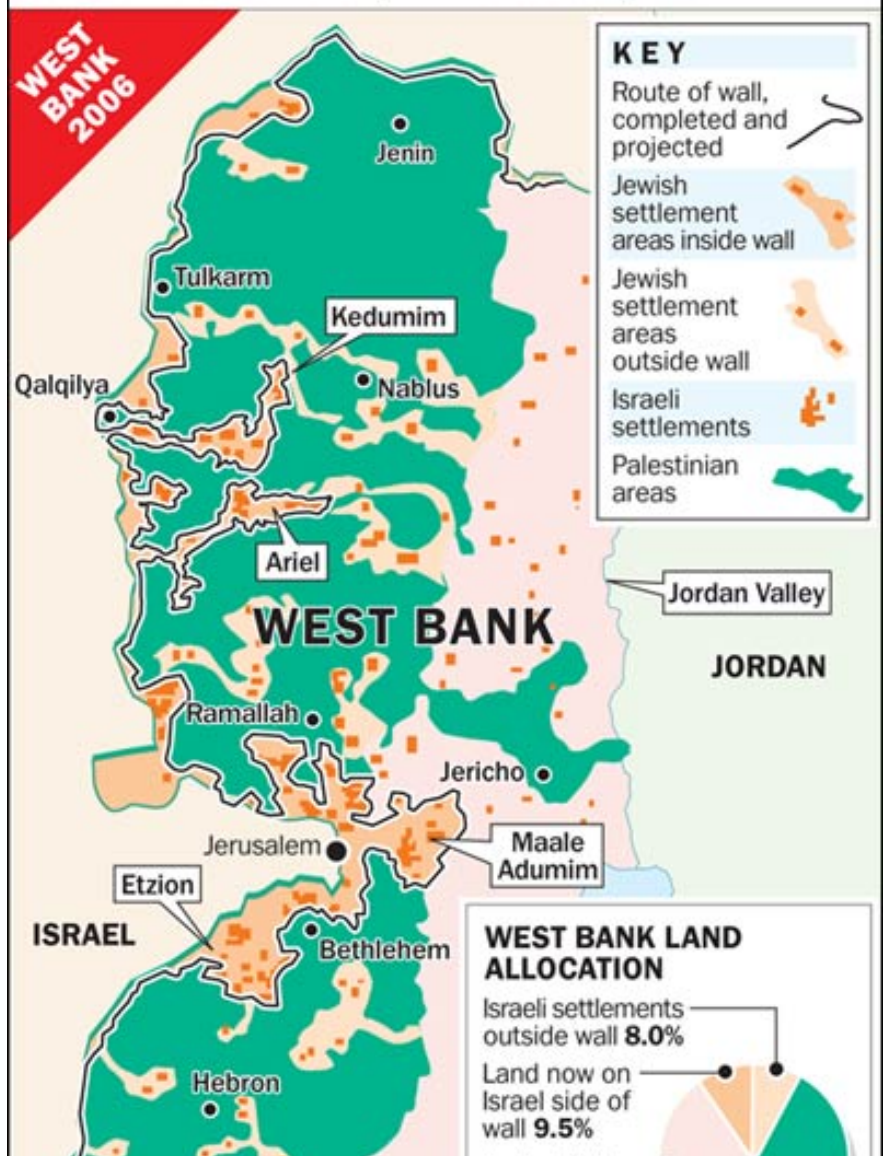 WEST
BANK
2006
KEY
Route of wall,
completed and
projected
Jewish
settlement
areas inside wall
Jewish
settlement
areas
outside wall
Israeli
settlements
Palestinian
areas
Jenin
Tulkarm
Kedumim
Qalqilya
Nablus
Ariel
Jordan Valley
WEST BANK
JORDAN
Ramallah
Jericho
Jerusalem
Maale
Adumim
Etzion
ISRAEL
Bethlehem
Hebron
WEST BANK LAND
ALLOCATION
Israeli settlements
outside wall 8.0%
Land now on
Israel side of
wall 9.5%